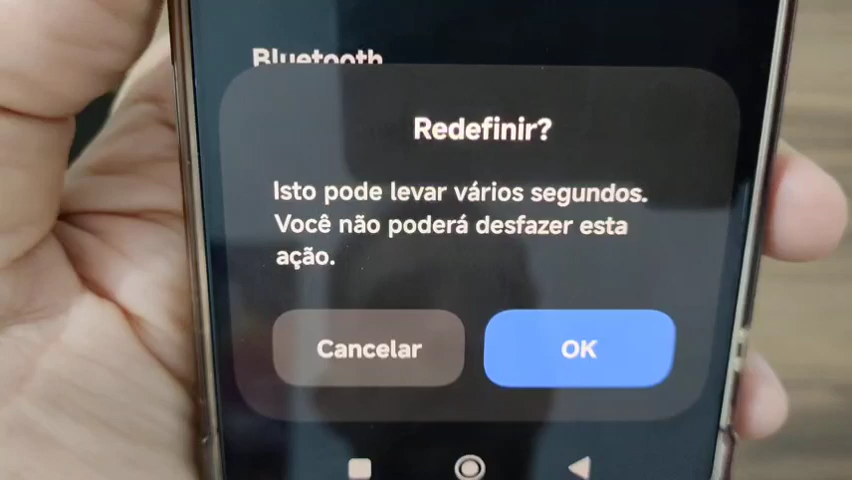 Bluetooth
Redefinir?
Isto pode levar vários segundos.
Você não poderá desfazer esta
ação.
Cancelar
OK